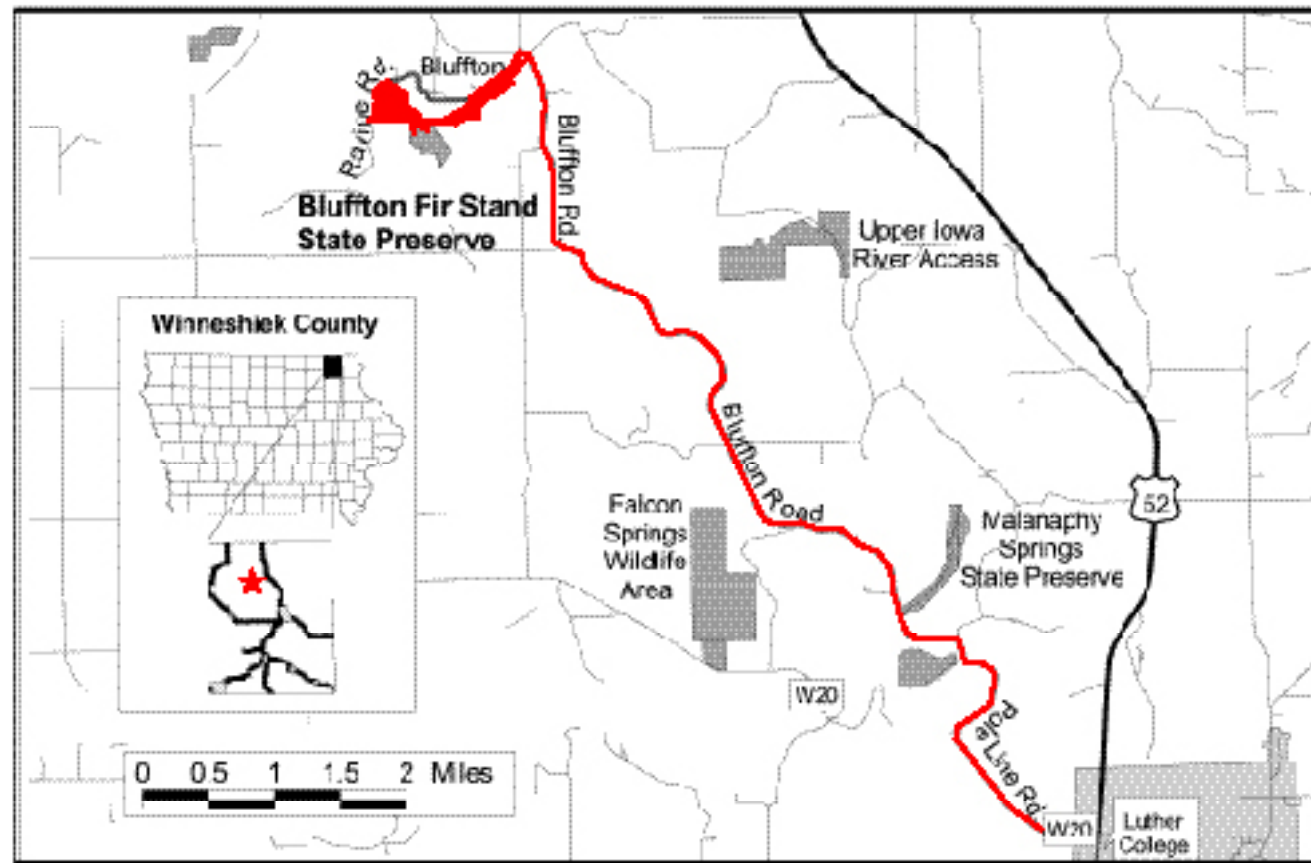 Ravine Rd.
Bluffton
Bluffton Rd.
Bluffton Fir Stand
State Preserve
Upper Iowa
River Access
Winneshiek County
Bluffton Road
Falcon
Springs
Wildlife
Area
Malanaphy
Springs
State Preserve
52
W20
Pole Line Rd.
0 0.5 1 1.5 2 Miles
W20
Luther
College